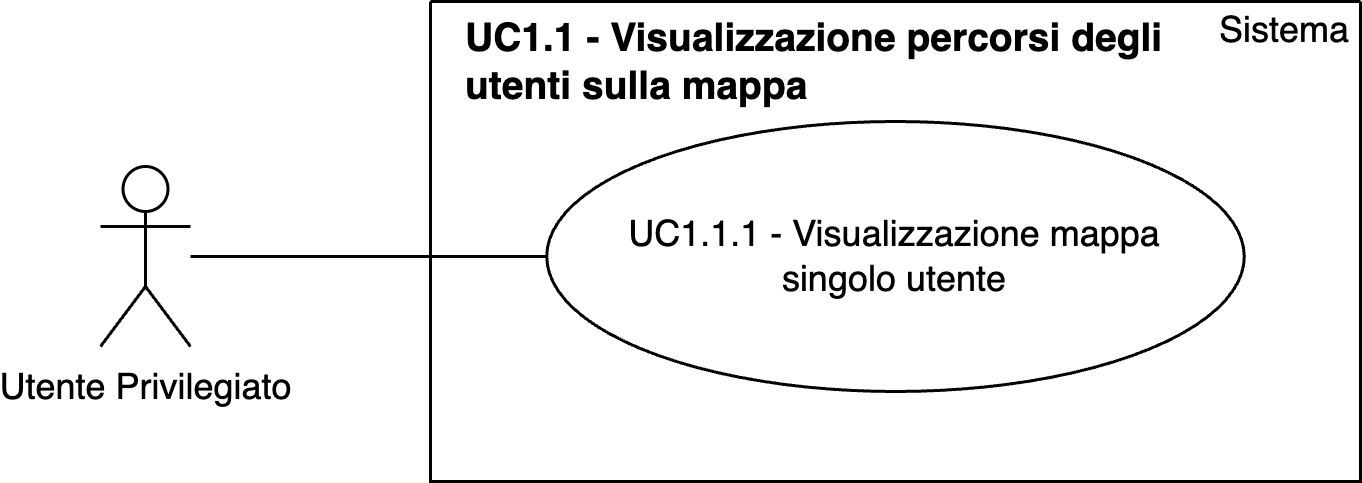 Sistema
UC1.1 - Visualizzazione percorsi degli
utenti sulla mappa
UC1.1.1 - Visualizzazione mappa
singolo utente
Utente Privilegiato